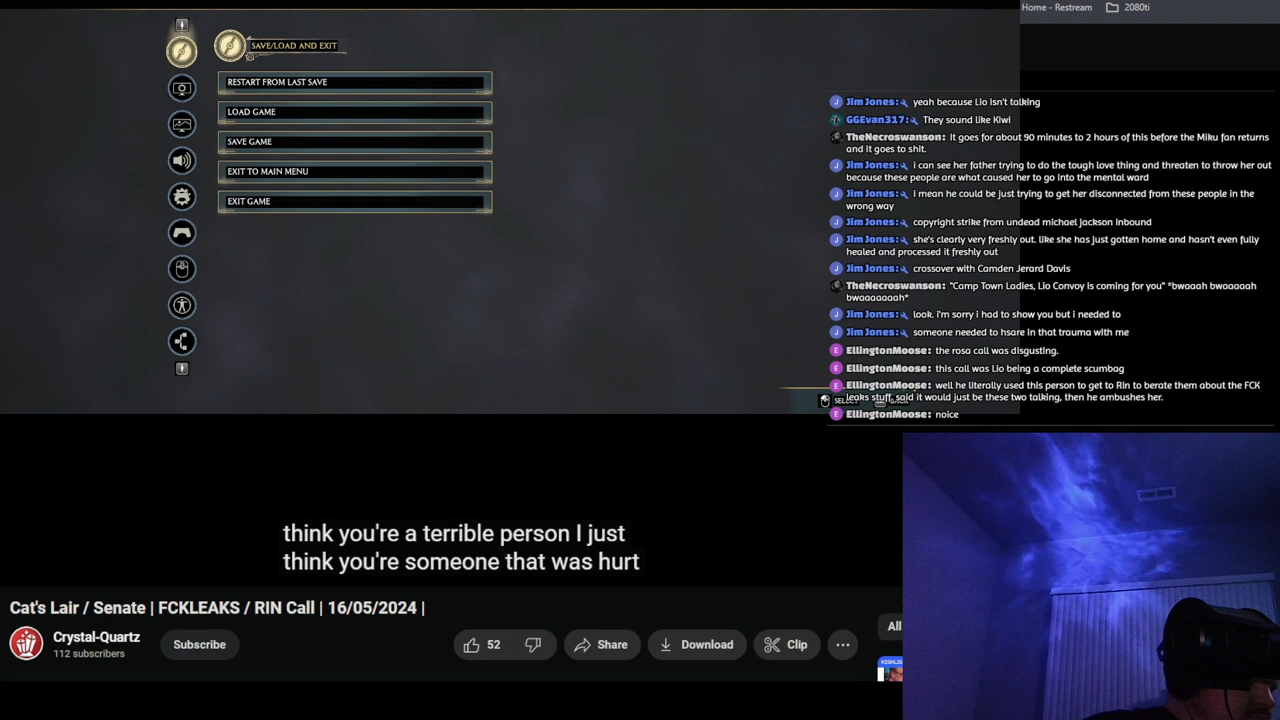 Home - Restream
2080ti
SAVE/LOAD AND EXIT
RESTART FROM LAST SAVE
LOAD GAME
SAVE GAME
EXIT TO MAIN MENU
EXIT GAME
Jim Jones: yeah because Lio isn't talking
GGEvan317: They sound like Kiwi
TheNecroswanson: It goes for about 90 minutes to 2 hours of this before the Miku fan returns
and it goes to shit.
Jim Jones: i can see her father trying to do the tough love thing and threaten to throw her out
because these people are what caused her to go into the mental ward
Jim Jones: i mean he could be just trying to get her disconnected from these people in the
wrong way
Jim Jones: copyright strike from undead michael jackson inbound
Jim Jones: she's clearly very freshly out. like she has just gotten home and hasn't even fully
healed and processed it freshly out
Jim Jones: crossover with Camden Jerard Davis
TheNecroswanson: "Camp Town Ladies, Lio Convoy is coming for you" *bwaaah bwaaaaah
bwaaaaaah*
Jim Jones: look. i'm sorry i had to show you but i needed to
Jim Jones: someone needed to hsare in that trauma with me
EllingtonMoose: the rosa call was disgusting.
EllingtonMoose: this call was Lio being a complete scumbag
EllingtonMoose: well he literally used this person to get to Rin to berate them about the FCK
leaks stuff, said it would just be these two talking, then he ambushes her.
EllingtonMoose: noice
SELECT
think you're a terrible person I just
think you're someone that was hurt
Cat's Lair / Senate | FCKLEAKS / RIN Call | 16/05/2024 |
Crystal-Quartz
112 subscribers
Subscribe
52
Share
Download
Clip
All